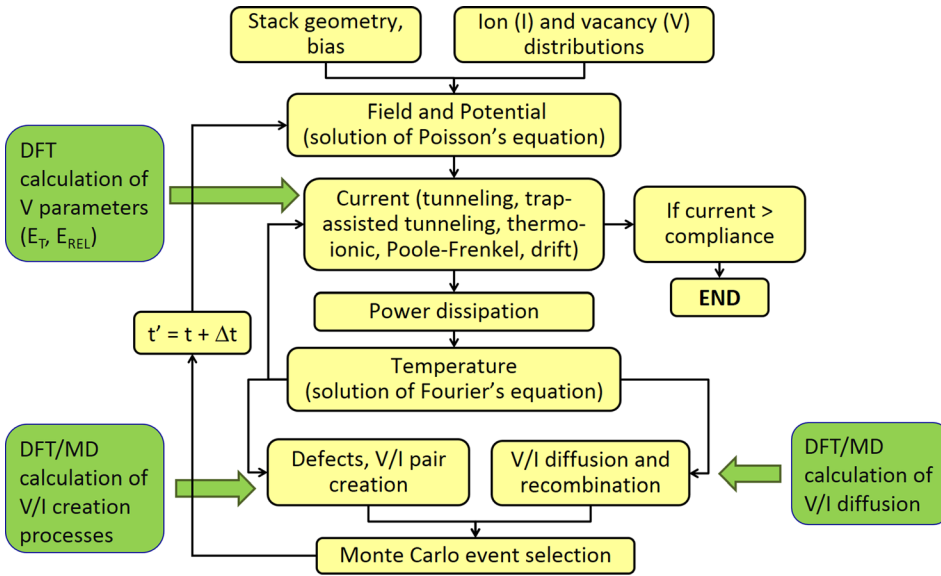 Stack geometry,
bias
Ion (I) and vacancy (V)
distributions
Field and Potential
(solution of Poisson's equation)
DFT
calculation of
V parameters
(E_T, E_REL)
Current (tunneling, trap-
assisted tunneling, thermo-
ionic, Poole-Frenkel, drift)
If current >
compliance
END
Power dissipation
t' = t + Δt
Temperature
(solution of Fourier's equation)
DFT/MD
calculation of
V/I creation
processes
Defects, V/I pair
creation
V/I diffusion and
recombination
DFT/MD
calculation of
V/I diffusion
Monte Carlo event selection